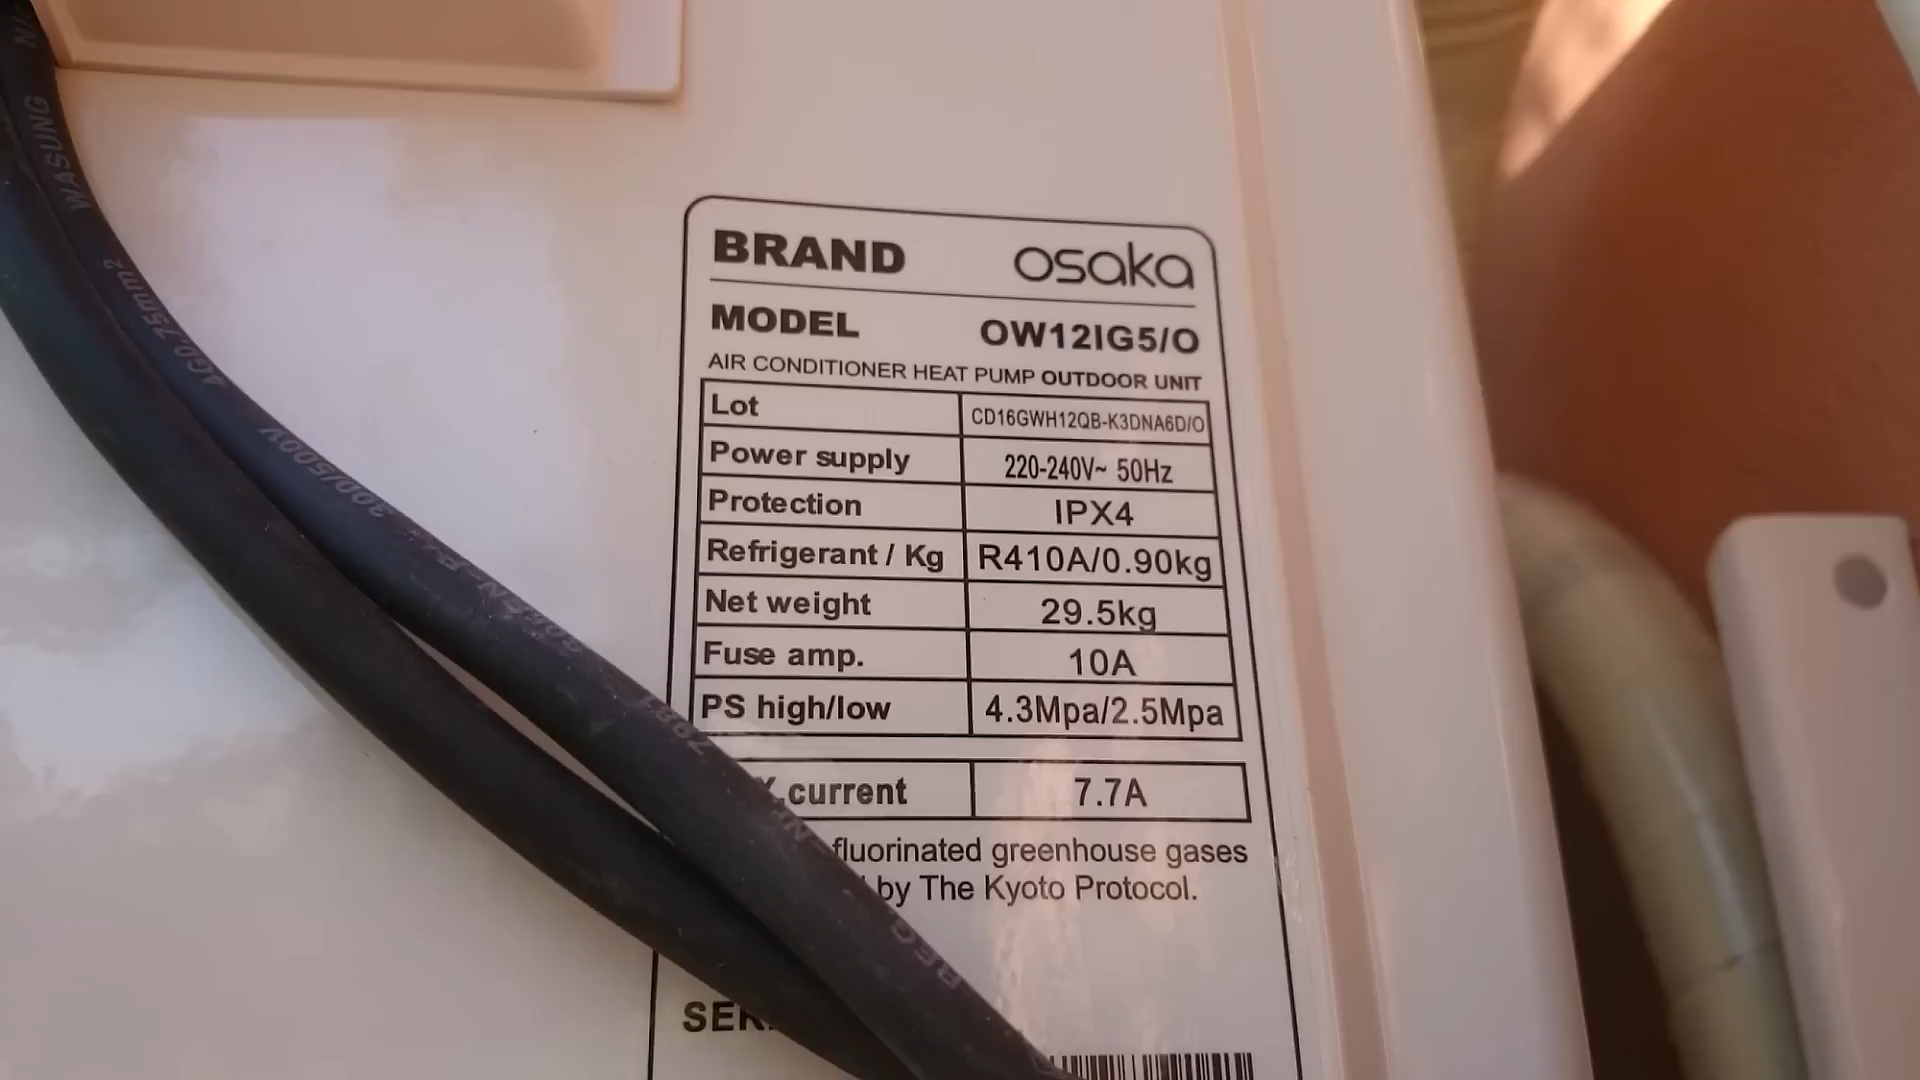 BRAND osaka
MODEL OW12IG5/O
AIR CONDITIONER HEAT PUMP OUTDOOR UNIT
Lot CD16GWH12QB-K3DNA6D/O
Power supply 220-240V~ 50Hz
Protection IPX4
Refrigerant / Kg R410A/0.90kg
Net weight 29.5kg
Fuse amp. 10A
PS high/low 4.3Mpa/2.5Mpa
current 7.7A
fluorinated greenhouse gases
by The Kyoto Protocol.
WASUNG
4G0.75mm²
300/500V